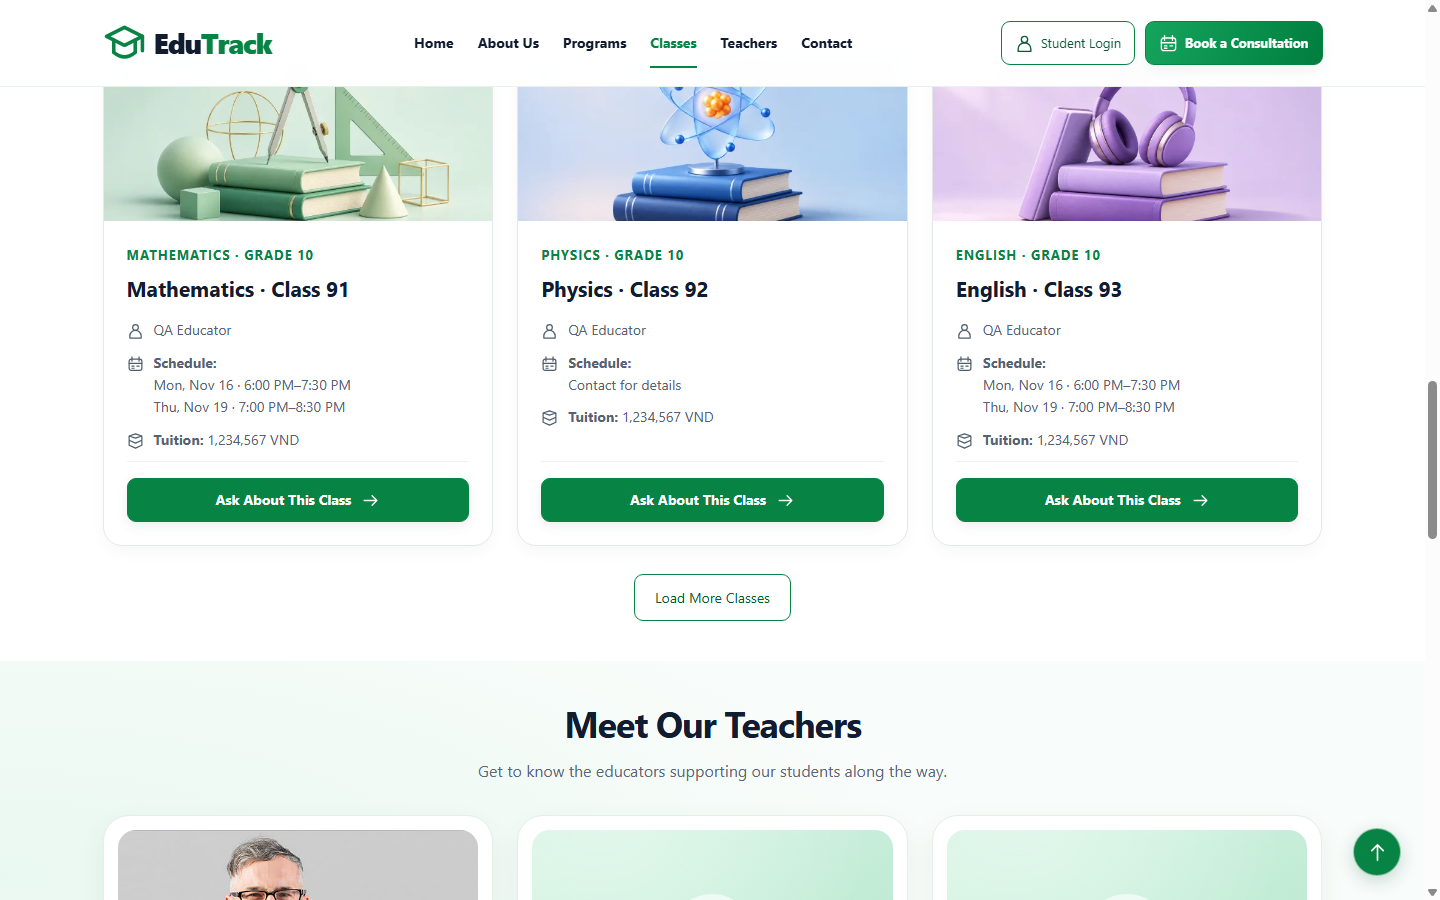 EduTrack
Home
About Us
Programs
Classes
Teachers
Contact
Student Login
Book a Consultation
MATHEMATICS · GRADE 10
Mathematics · Class 91
QA Educator
Schedule:
Mon, Nov 16 · 6:00 PM–7:30 PM
Thu, Nov 19 · 7:00 PM–8:30 PM
Tuition: 1,234,567 VND
Ask About This Class
PHYSICS · GRADE 10
Physics · Class 92
QA Educator
Schedule:
Contact for details
Tuition: 1,234,567 VND
Ask About This Class
ENGLISH · GRADE 10
English · Class 93
QA Educator
Schedule:
Mon, Nov 16 · 6:00 PM–7:30 PM
Thu, Nov 19 · 7:00 PM–8:30 PM
Tuition: 1,234,567 VND
Ask About This Class
Load More Classes
Meet Our Teachers
Get to know the educators supporting our students along the way.